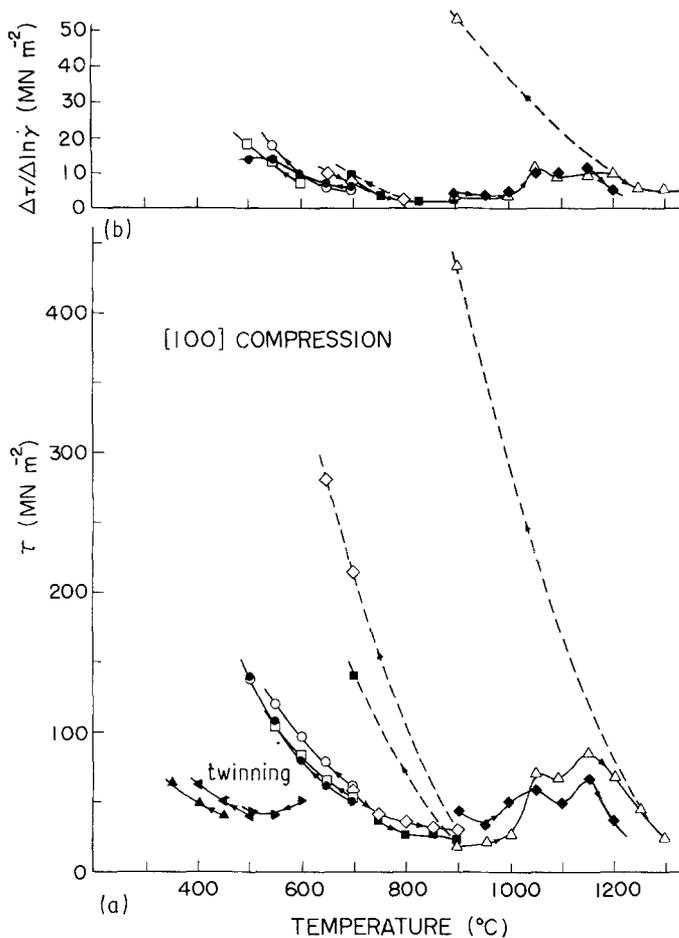 Δτ/Δlnγ̇ (MN m⁻²)
50
40
30
20
10
0
(b)
[100] COMPRESSION
τ (MN m⁻²)
400
300
200
100
0
twinning
(a)
400
600
800
1000
1200
TEMPERATURE (°C)